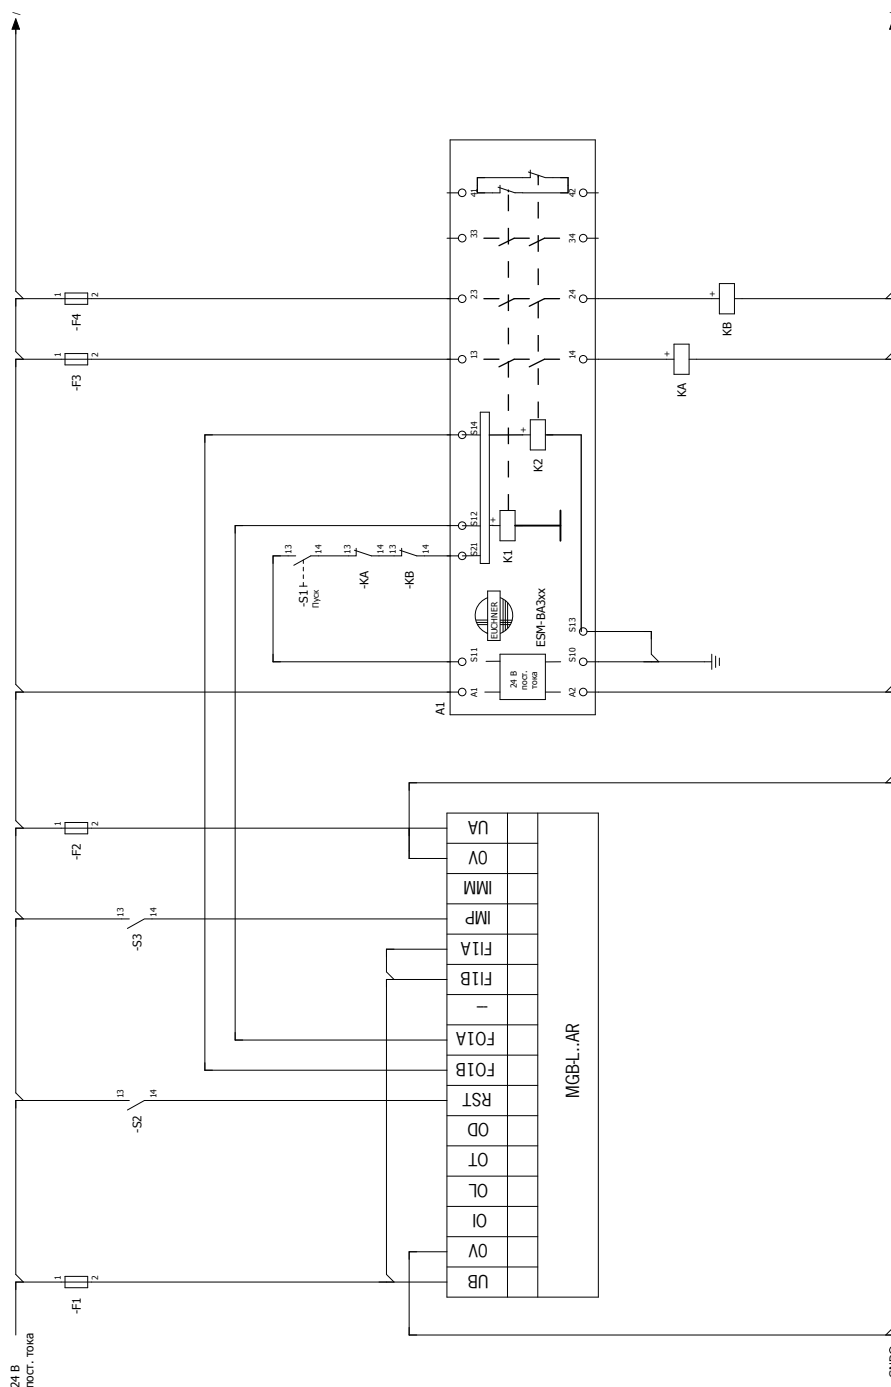 24 В
пост. тока
-F1
1
2
-F2
1
2
-F3
1
2
-F4
1
2
-S2
13
14
-S3
13
14
-S1
Пуск
13
14
-KA
13
14
-KB
13
14
UB
0V
OI
OL
OT
OD
RST
FO1B
FO1A
–
FI1B
FI1A
IMP
IMM
0V
UA
MGB-L..AR
A1
A1
S11
S21
S12
S14
13
23
33
41
24 В
пост.
тока
EUCHNER
ESM-BA3xx
K1
+
K2
+
A2
S10
S13
14
24
34
42
KA
+
KB
+